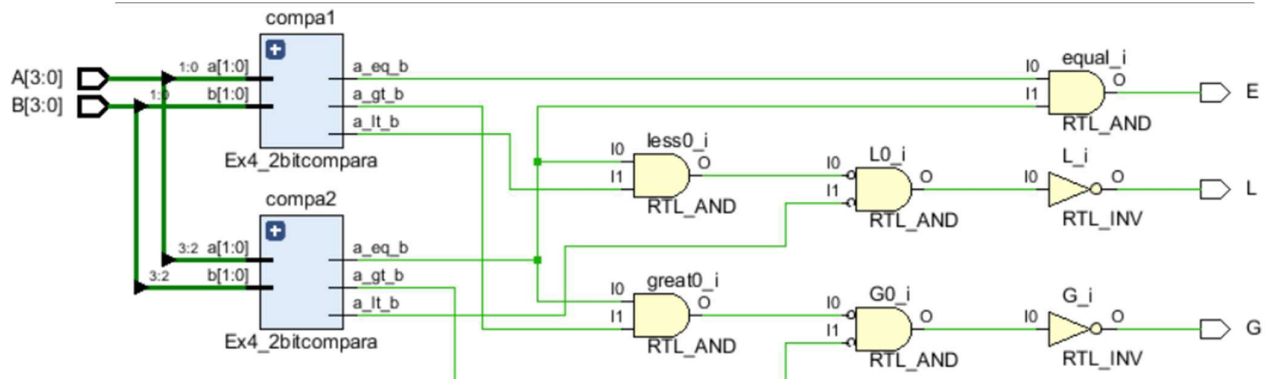 compa1
A[3:0]
1:0
a[1:0]
a_eq_b
I0
equal_i
O
E
B[3:0]
1:0
b[1:0]
a_gt_b
I1
RTL_AND
a_lt_b
Ex4_2bitcompara
less0_i
I0
O
I1
RTL_AND
L0_i
I0
O
I1
RTL_AND
L_i
I0
O
L
RTL_INV
compa2
3:2
a[1:0]
a_eq_b
3:2
b[1:0]
a_gt_b
a_lt_b
Ex4_2bitcompara
great0_i
I0
O
I1
RTL_AND
G0_i
I0
O
I1
RTL_AND
G_i
I0
O
G
RTL_INV